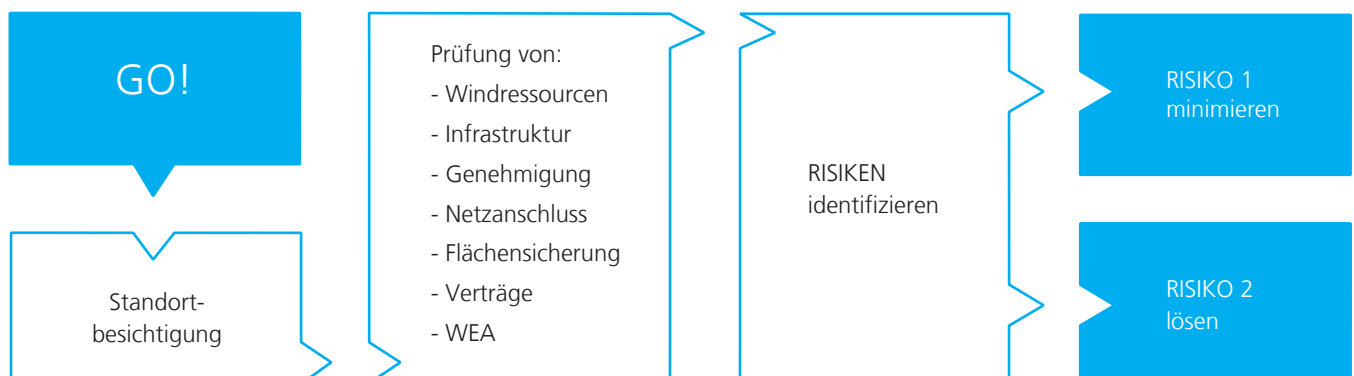 GO!
Standort-
besichtigung
Prüfung von:
- Windressourcen
- Infrastruktur
- Genehmigung
- Netzanschluss
- Flächensicherung
- Verträge
- WEA
RISIKEN
identifizieren
RISIKO 1
minimieren
RISIKO 2
lösen